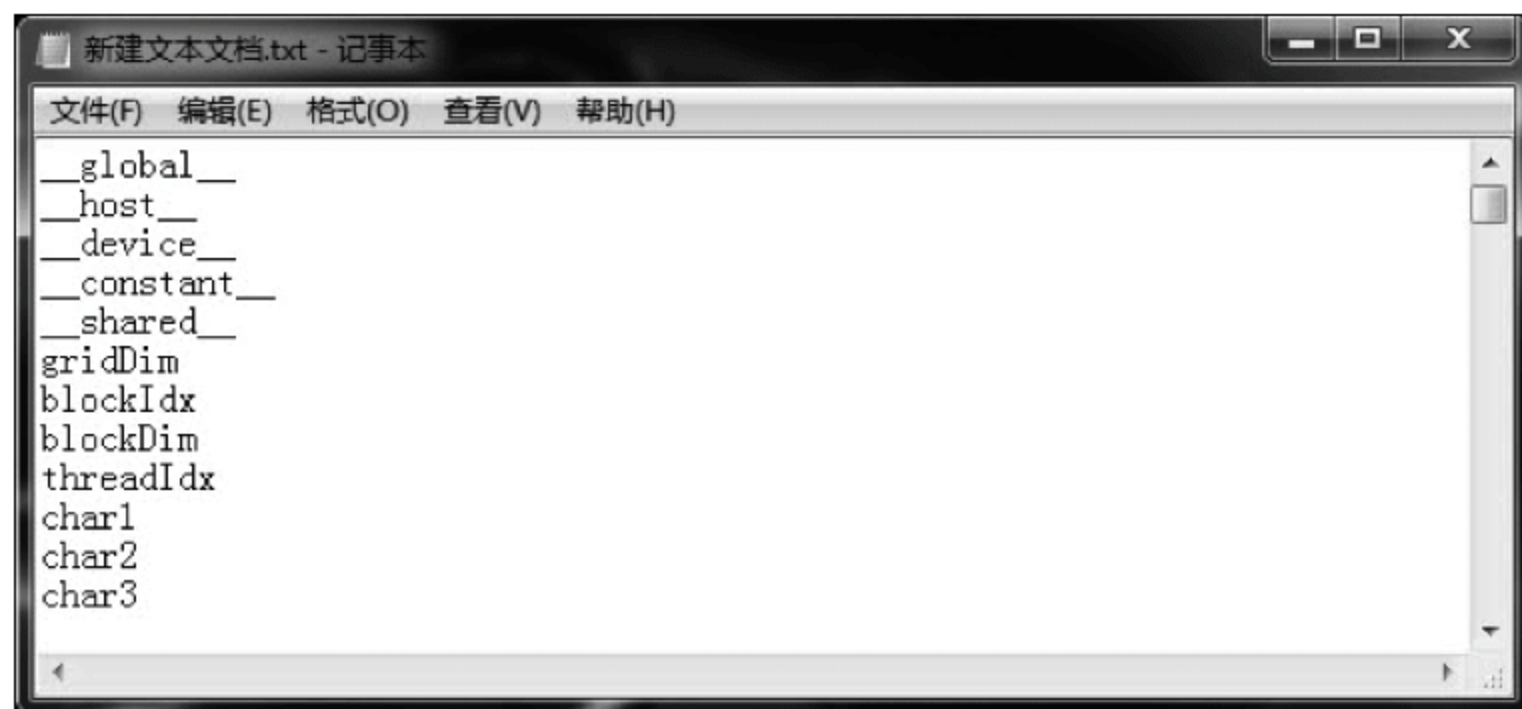 新建文本文档.txt - 记事本
文件(F) 编辑(E) 格式(O) 查看(V) 帮助(H)
__global__
__host__
__device__
__constant__
__shared__
gridDim
blockIdx
blockDim
threadIdx
char1
char2
char3